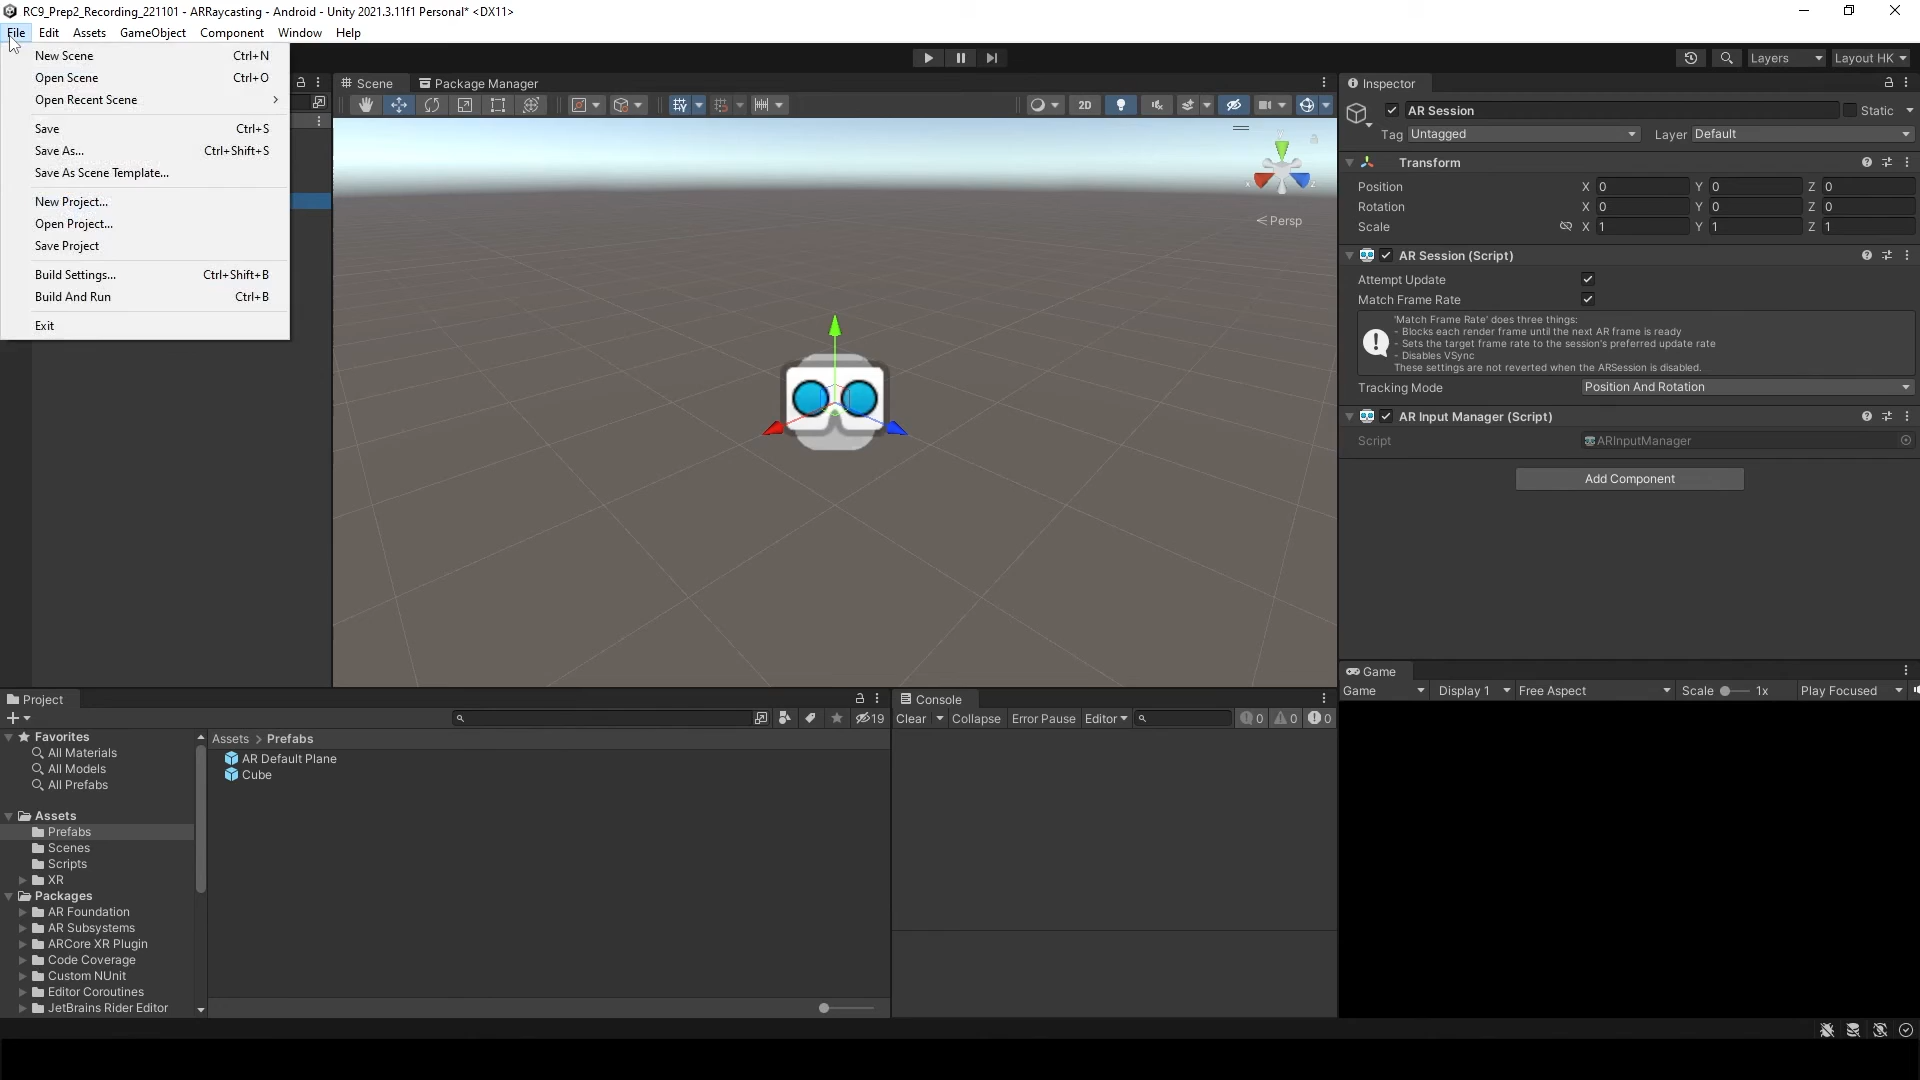 RC9_Prep2_Recording_221101 - ARRaycasting - Android - Unity 2021.3.11f1 Personal* <DX11>
File Edit Assets GameObject Component Window Help
New Scene Ctrl+N
Open Scene Ctrl+O
Open Recent Scene
Save Ctrl+S
Save As... Ctrl+Shift+S
Save As Scene Template...
New Project...
Open Project...
Save Project
Build Settings... Ctrl+Shift+B
Build And Run Ctrl+B
Exit
Layers Layout HK
Scene Package Manager
2D
y
x z
Persp
Inspector
AR Session Static
Tag Untagged Layer Default
Transform
Position X 0 Y 0 Z 0
Rotation X 0 Y 0 Z 0
Scale X 1 Y 1 Z 1
AR Session (Script)
Attempt Update
Match Frame Rate
'Match Frame Rate' does three things:
- Blocks each render frame until the next AR frame is ready
- Sets the target frame rate to the session's preferred update rate
- Disables VSync
These settings are not reverted when the ARSession is disabled.
Tracking Mode Position And Rotation
AR Input Manager (Script)
Script ARInputManager
Add Component
Game
Game Display 1 Free Aspect Scale 1x Play Focused
Project
19
Favorites
All Materials
All Models
All Prefabs
Assets
Prefabs
Scenes
Scripts
XR
Packages
AR Foundation
AR Subsystems
ARCore XR Plugin
Code Coverage
Custom NUnit
Editor Coroutines
JetBrains Rider Editor
Assets > Prefabs
AR Default Plane
Cube
Console
Clear Collapse Error Pause Editor 0 0 0